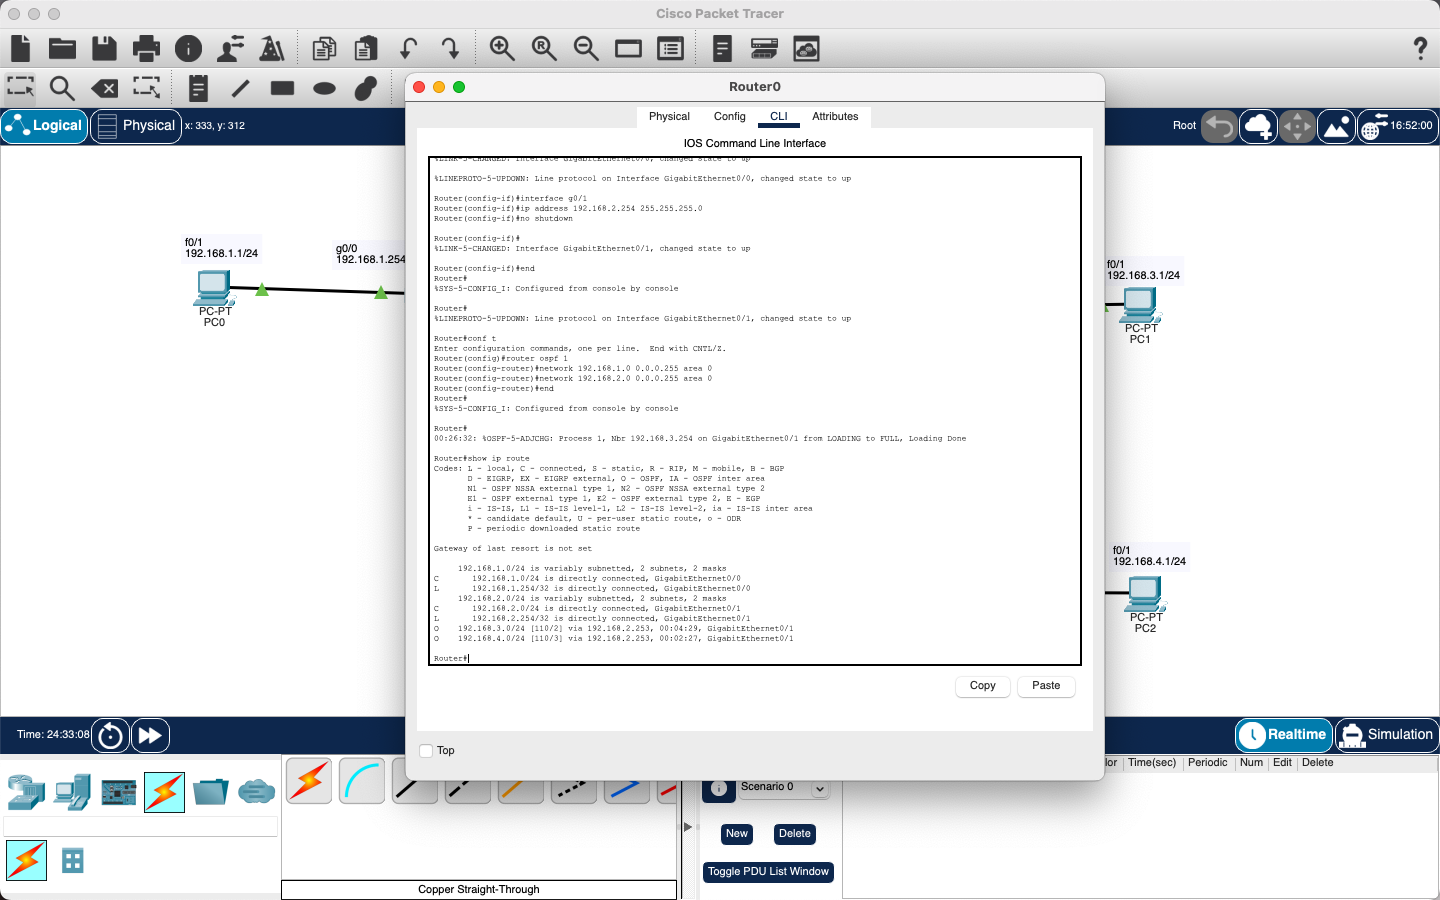 Cisco Packet Tracer
Logical
Physical
x: 333, y: 312
Root
16:52:00
f0/1
192.168.1.1/24
g0/0
192.168.1.254
PC-PT
PC0
Router0
Physical
Config
CLI
Attributes
IOS Command Line Interface
%LINK-5-CHANGED: Interface GigabitEthernet0/0, changed state to up
%LINEPROTO-5-UPDOWN: Line protocol on Interface GigabitEthernet0/0, changed state to up
Router(config-if)#interface g0/1
Router(config-if)#ip address 192.168.2.254 255.255.255.0
Router(config-if)#no shutdown
Router(config-if)#
%LINK-5-CHANGED: Interface GigabitEthernet0/1, changed state to up
Router(config-if)#end
Router#
%SYS-5-CONFIG_I: Configured from console by console
Router#
%LINEPROTO-5-UPDOWN: Line protocol on Interface GigabitEthernet0/1, changed state to up
Router#conf t
Enter configuration commands, one per line.  End with CNTL/Z.
Router(config)#router ospf 1
Router(config-router)#network 192.168.1.0 0.0.0.255 area 0
Router(config-router)#network 192.168.2.0 0.0.0.255 area 0
Router(config-router)#end
Router#
%SYS-5-CONFIG_I: Configured from console by console
Router#
00:26:32: %OSPF-5-ADJCHG: Process 1, Nbr 192.168.3.254 on GigabitEthernet0/1 from LOADING to FULL, Loading Done
Router#show ip route
Codes: L - local, C - connected, S - static, R - RIP, M - mobile, B - BGP
D - EIGRP, EX - EIGRP external, O - OSPF, IA - OSPF inter area
N1 - OSPF NSSA external type 1, N2 - OSPF NSSA external type 2
E1 - OSPF external type 1, E2 - OSPF external type 2, E - EGP
i - IS-IS, L1 - IS-IS level-1, L2 - IS-IS level-2, ia - IS-IS inter area
* - candidate default, U - per-user static route, o - ODR
P - periodic downloaded static route
Gateway of last resort is not set
192.168.1.0/24 is variably subnetted, 2 subnets, 2 masks
C 192.168.1.0/24 is directly connected, GigabitEthernet0/0
L 192.168.1.254/32 is directly connected, GigabitEthernet0/0
192.168.2.0/24 is variably subnetted, 2 subnets, 2 masks
C 192.168.2.0/24 is directly connected, GigabitEthernet0/1
L 192.168.2.254/32 is directly connected, GigabitEthernet0/1
O 192.168.3.0/24 [110/2] via 192.168.2.253, 00:04:29, GigabitEthernet0/1
O 192.168.4.0/24 [110/3] via 192.168.2.253, 00:02:27, GigabitEthernet0/1
Router#
Copy
Paste
Top
f0/1
192.168.3.1/24
PC-PT
PC1
f0/1
192.168.4.1/24
PC-PT
PC2
Time: 24:33:08
Realtime
Simulation
Copper Straight-Through
Scenario 0
New
Delete
Toggle PDU List Window
lor
Time(sec)
Periodic
Num
Edit
Delete